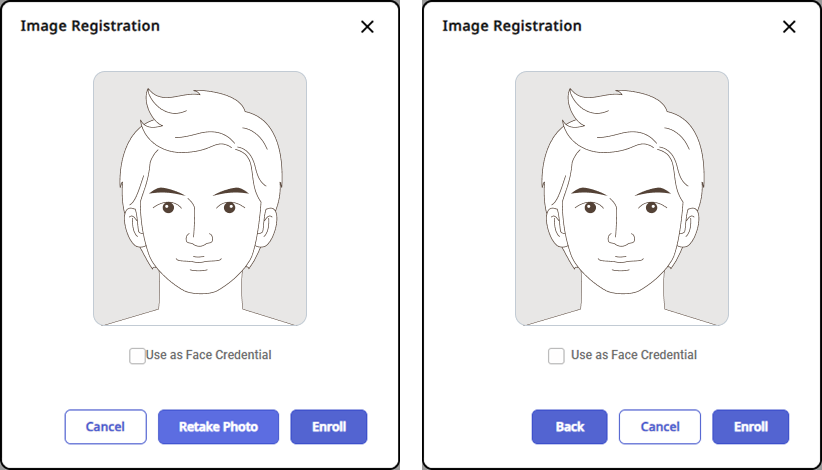 Image Registration
Use as Face Credential
Cancel
Retake Photo
Enroll
Image Registration
Use as Face Credential
Back
Cancel
Enroll